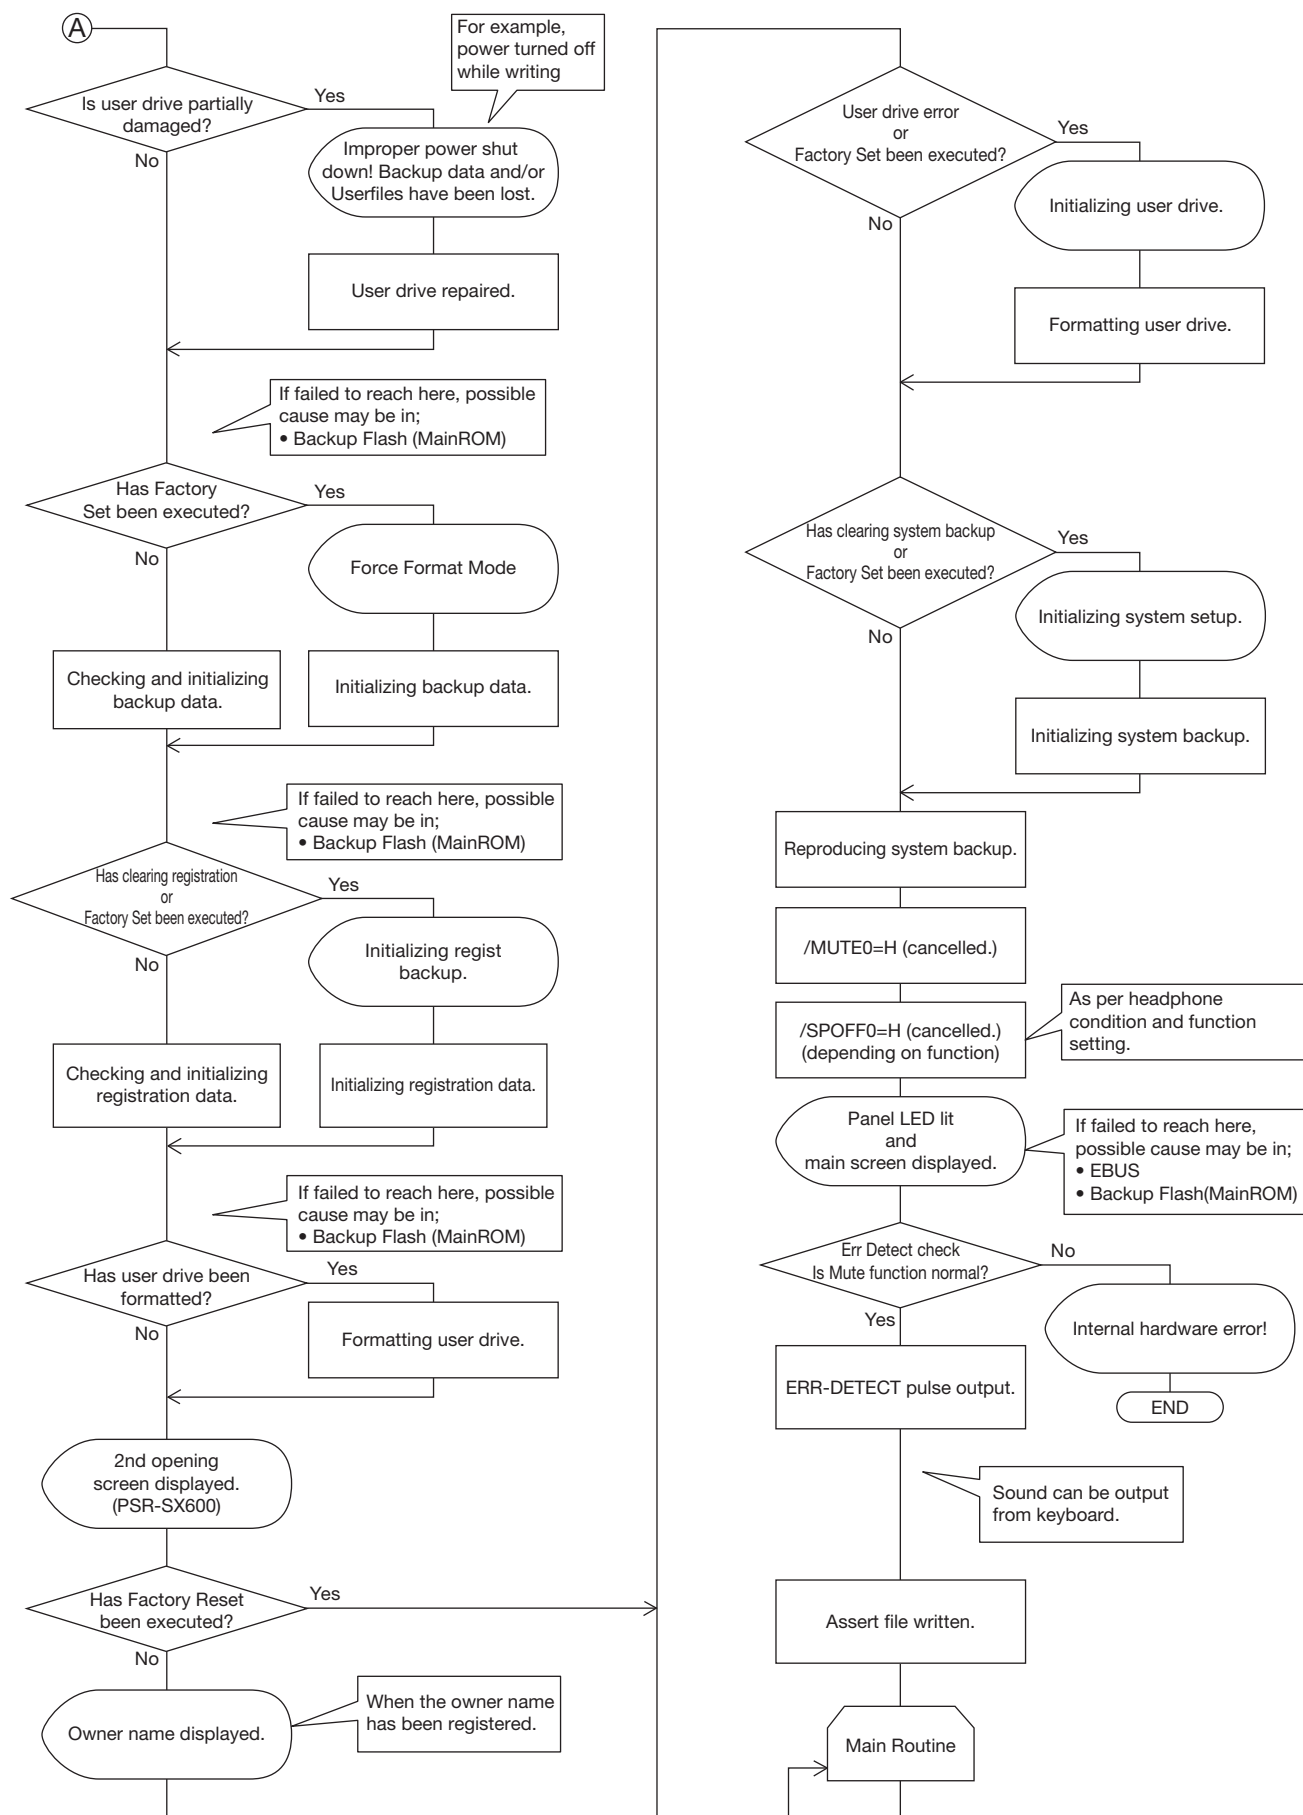 A
For example,
power turned off
while writing
Is user drive partially
damaged?
Yes
No
Improper power shut
down! Backup data and/or
Userfiles have been lost.
User drive repaired.
If failed to reach here, possible
cause may be in;
• Backup Flash (MainROM)
Has Factory
Set been executed?
Yes
No
Force Format Mode
Checking and initializing
backup data.
Initializing backup data.
If failed to reach here, possible
cause may be in;
• Backup Flash (MainROM)
Has clearing registration
or
Factory Set been executed?
Yes
No
Initializing regist
backup.
Checking and initializing
registration data.
Initializing registration data.
If failed to reach here, possible
cause may be in;
• Backup Flash (MainROM)
Has user drive been
formatted?
Yes
No
Formatting user drive.
2nd opening
screen displayed.
(PSR-SX600)
Has Factory Reset
been executed?
Yes
No
When the owner name
has been registered.
Owner name displayed.
User drive error
or
Factory Set been executed?
Yes
No
Initializing user drive.
Formatting user drive.
Has clearing system backup
or
Factory Set been executed?
Yes
No
Initializing system setup.
Initializing system backup.
Reproducing system backup.
/MUTE0=H (cancelled.)
/SPOFF0=H (cancelled.)
(depending on function)
As per headphone
condition and function
setting.
Panel LED lit
and
main screen displayed.
If failed to reach here,
possible cause may be in;
• EBUS
• Backup Flash(MainROM)
Err Detect check
Is Mute function normal?
No
Yes
Internal hardware error!
END
ERR-DETECT pulse output.
Sound can be output
from keyboard.
Assert file written.
Main Routine